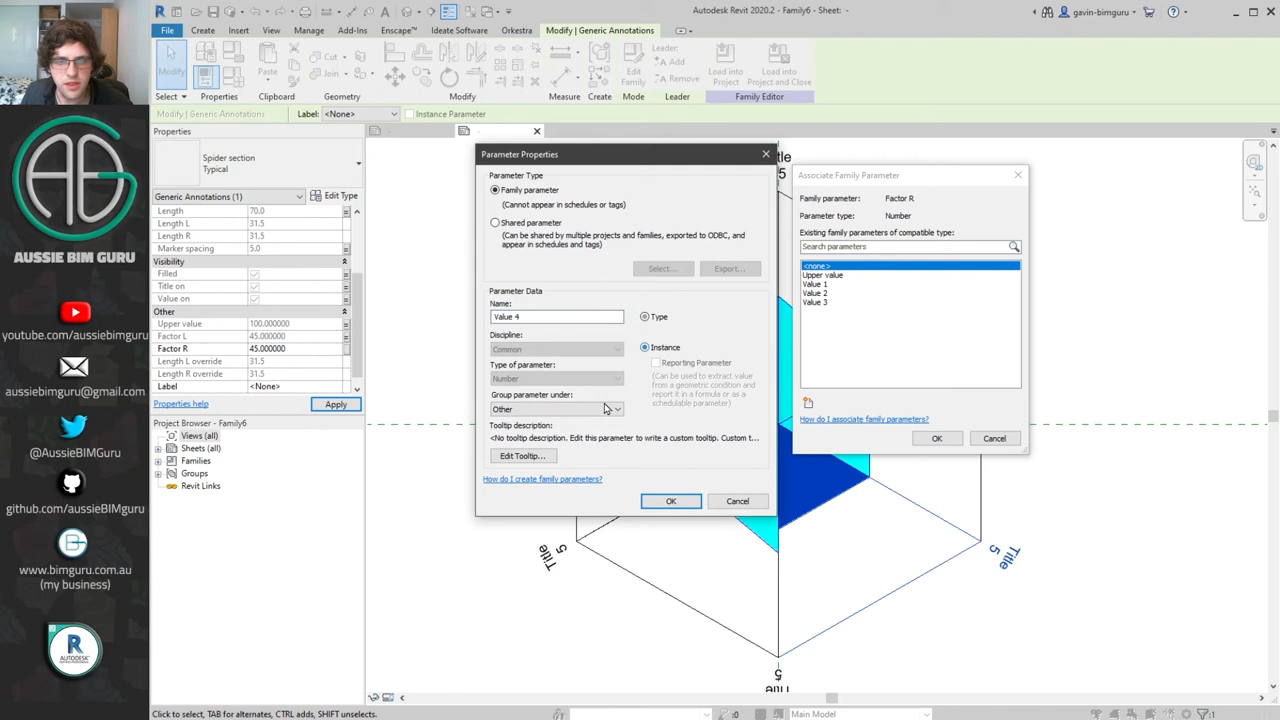 Autodesk Revit 2020.2 - Family6 - Sheet:
gavin-bimguru
File
Create
Insert
View
Manage
Add-Ins
Enscape™
Ideate Software
Orkestra
Modify | Generic Annotations
Modify
Paste
Cut
Join
Edit
Family
Leader:
Add
Remove
Load into
Project
Load into
Project and Close
Select
Properties
Clipboard
Geometry
Modify
Measure
Create
Mode
Leader
Family Editor
Modify | Generic Annotations
Label:
<None>
Instance Parameter
Properties
Spider section
Typical
Generic Annotations (1)
Edit Type
Length 70.0
Length L 31.5
Length R 31.5
Marker spacing 5.0
Visibility
Filled
Title on
Value on
Other
Upper value 100.000000
Factor L 45.000000
Factor R 45.000000
Length L override 31.5
Length R override 31.5
Label <None>
Properties help
Apply
Project Browser - Family6
Views (all)
Sheets (all)
Families
Groups
Revit Links
AUSSIE BIM GURU
youtube.com/aussiebimguru
aussiebimguru@gmail.com
@AussieBIMGuru
github.com/aussieBIMguru
www.bimguru.com.au
(my business)
Parameter Properties
Parameter Type
Family parameter
(Cannot appear in schedules or tags)
Shared parameter
(Can be shared by multiple projects and families, exported to ODBC, and
appear in schedules and tags)
Select...
Export...
Parameter Data
Name:
Value 4
Type
Discipline:
Common
Instance
Reporting Parameter
(Can be used to extract value
from a geometric condition and
report it in a formula or as a
schedulable parameter)
Type of parameter:
Number
Group parameter under:
Other
Tooltip description:
<No tooltip description. Edit this parameter to write a custom tooltip. Custom t...
Edit Tooltip...
How do I create family parameters?
OK
Cancel
Associate Family Parameter
Family parameter: Factor R
Parameter type: Number
Existing family parameters of compatible type:
Search parameters
<none>
Upper value
Value 1
Value 2
Value 3
How do I associate family parameters?
OK
Cancel
5
Title
5
Title
5
Click to select, TAB for alternates, CTRL adds, SHIFT unselects.
:0
Main Model
:1